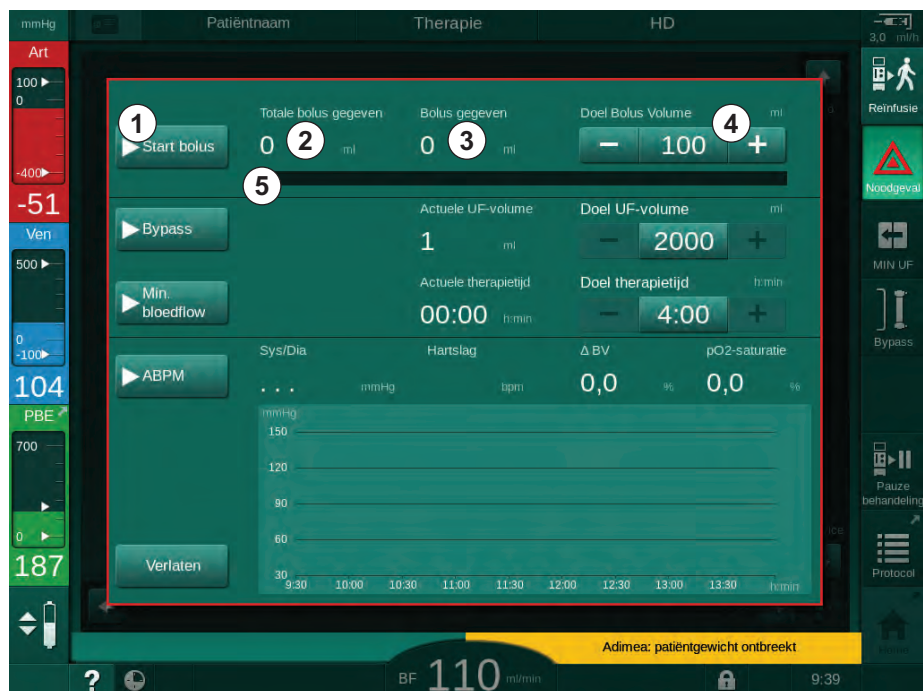 mmHg Patiëntnaam Therapie HD 3,0 ml/h
Art
100
0
-400
-51
Ven
500
0
-100
104
PBE
700
0
187
1 Start bolus
Totale bolus gegeven
0 2 ml
Bolus gegeven
0 3 ml
Doel Bolus Volume ml
4
− 100 +
5
Bypass
Actuele UF-volume
1 ml
Doel UF-volume ml
− 2000 +
Min. bloedflow
Actuele therapietijd
00:00 h:min
Doel therapietijd h:min
− 4:00 +
ABPM
Sys/Dia
. . . mmHg
Hartslag
bpm
Δ BV
0,0 %
pO2-saturatie
0,0 %
mmHg
150
120
90
60
30
9:30 10:00 10:30 11:00 11:30 12:00 12:30 13:00 13:30 h:min
Verlaten
Reïnfusie
Noodgeval
MIN UF
Bypass
Pauze
behandeling
Protocol
Adimea: patiëntgewicht ontbreekt
? BF 110 ml/min 9:39